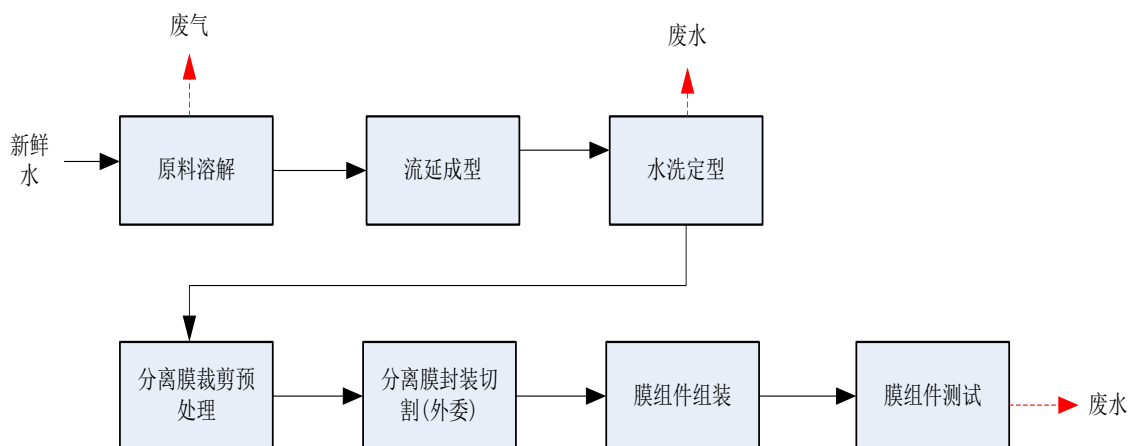 废气
废水
新鲜
水
原料溶解
流延成型
水洗定型
分离膜裁剪预
处理
分离膜封装切
割(外委)
膜组件组装
膜组件测试
废水